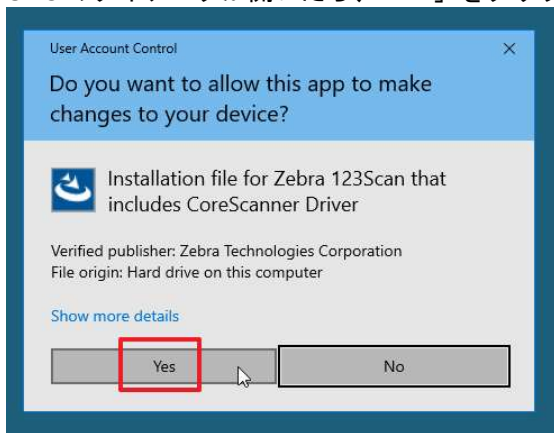 User Account Control
Do you want to allow this app to make
changes to your device?
Installation file for Zebra 123Scan that
includes CoreScanner Driver
Verified publisher: Zebra Technologies Corporation
File origin: Hard drive on this computer
Show more details
Yes
No